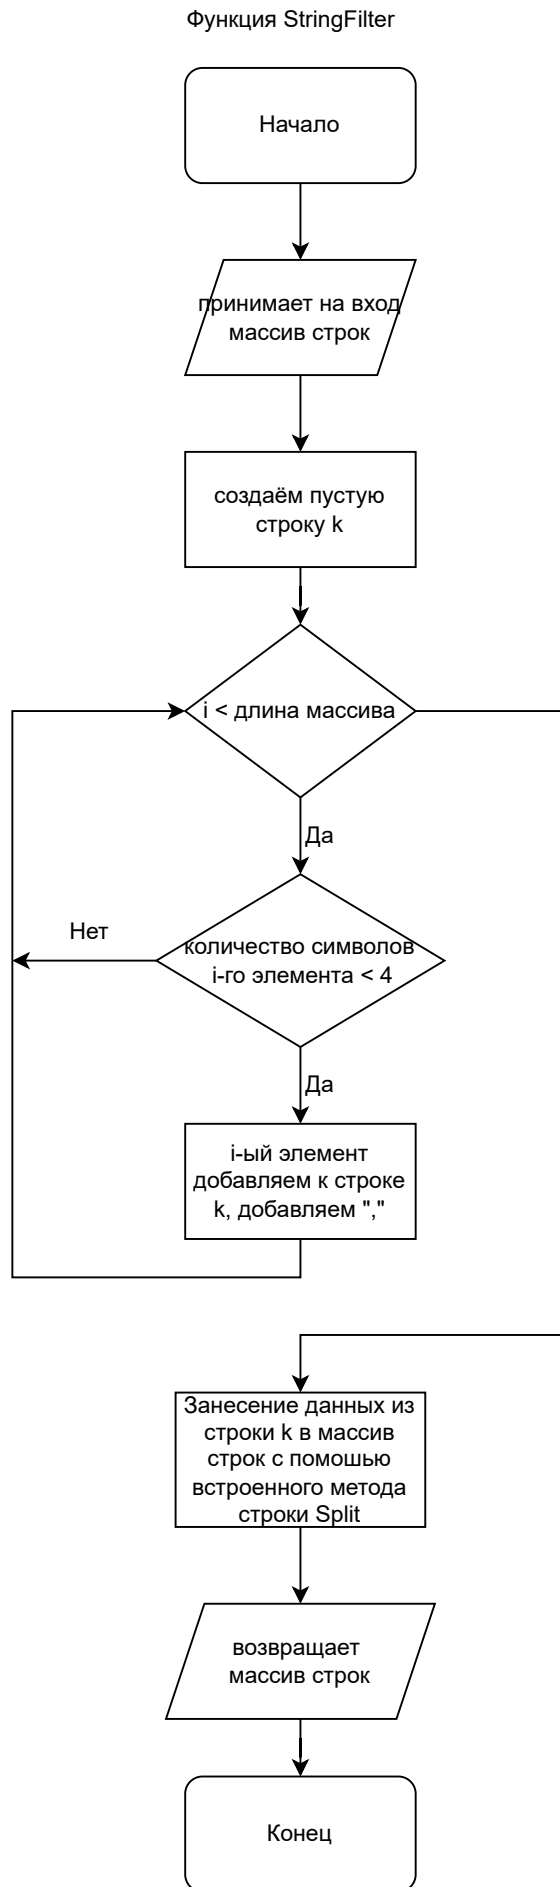 Функция StringFilter
Начало
принимает на вход
массив строк
создаём пустую
строку k
i < длина массива
Да
Нет
количество символов
i-го элемента < 4
Да
i-ый элемент
добавляем к строке
k, добавляем ","
Занесение данных из
строки k в массив
строк с помошью
встроенного метода
строки Split
возвращает
массив строк
Конец